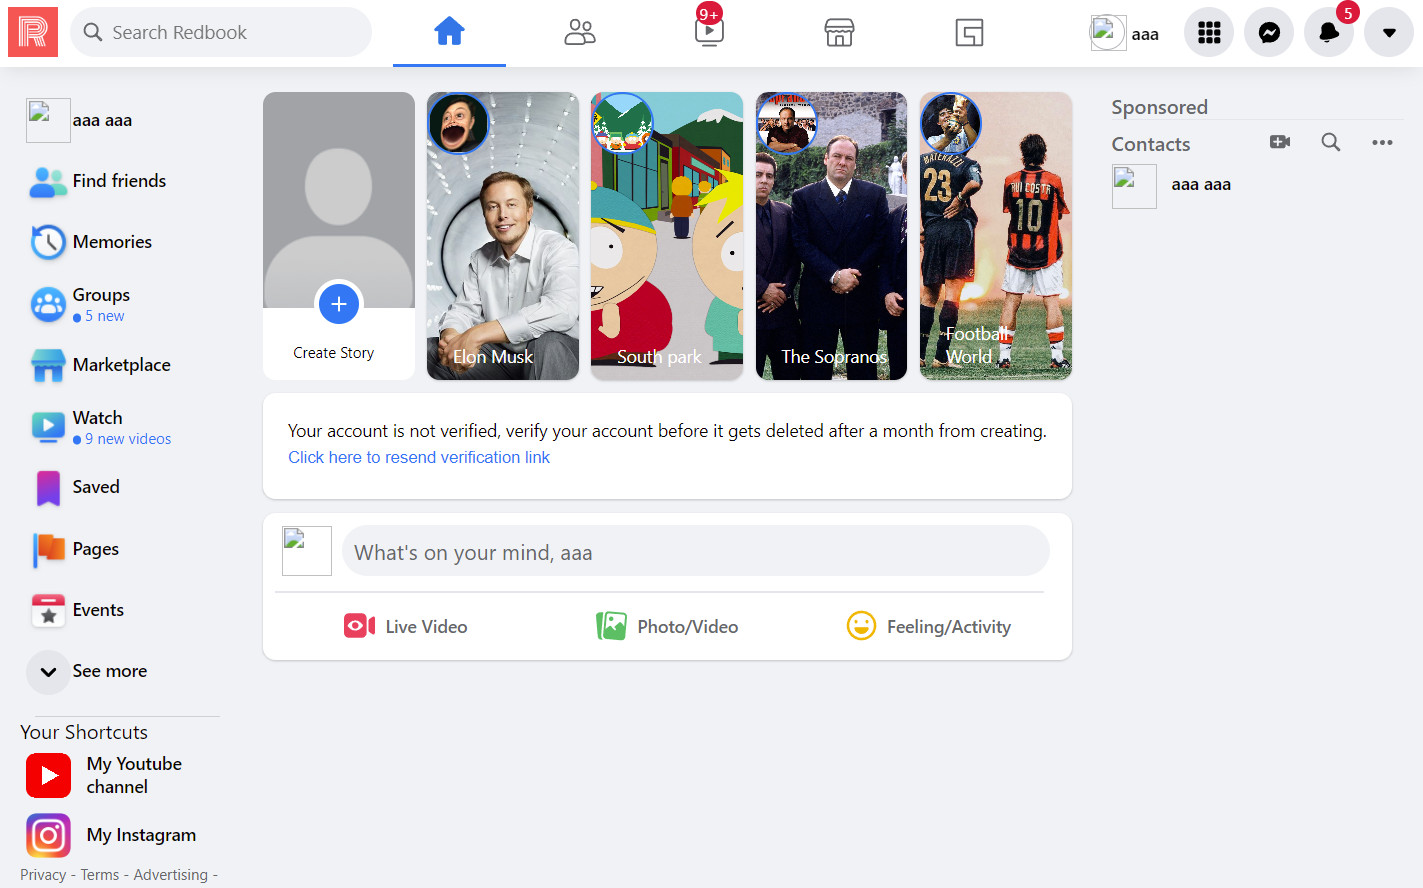 R
Search Redbook
9+
aaa
5
aaa aaa
Find friends
Memories
Groups
5 new
Marketplace
Watch
9 new videos
Saved
Pages
Events
See more
Your Shortcuts
My Youtube
channel
My Instagram
Privacy - Terms - Advertising -
Create Story
Elon Musk
South park
The Sopranos
MATERAZZI
23
RUI COSTA
10
Football
World
Your account is not verified, verify your account before it gets deleted after a month from creating.
Click here to resend verification link
What's on your mind, aaa
Live Video
Photo/Video
Feeling/Activity
Sponsored
Contacts
aaa aaa